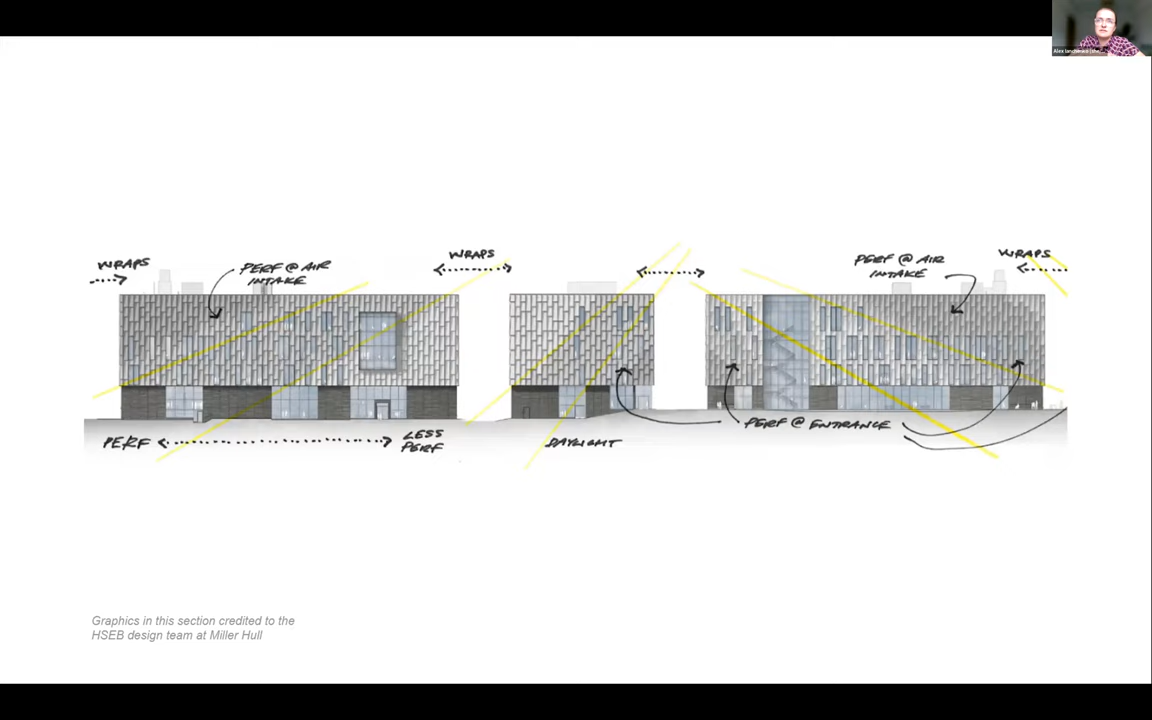 WRAPS
PERF @ AIR
INTAKE
WRAPS
PERF @ AIR
INTAKE
WRAPS
PERF
LESS
PERF
DAYLIGHT
PERF @ ENTRANCE
Graphics in this section credited to the
HSEB design team at Miller Hull